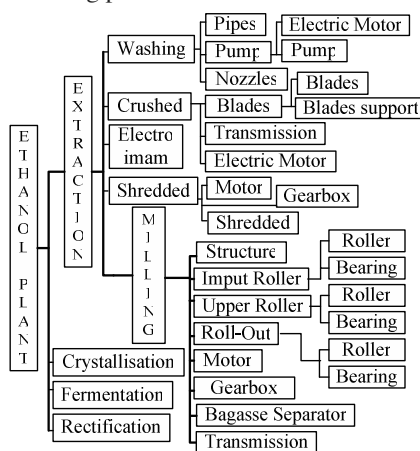 Pipes
Electric Motor
Washing
Pump
Pump
Nozzles
Blades
Crushed
Blades
Blades support
Electro
imam
Transmission
Electric Motor
Shredded
Motor
Gearbox
Shredded
ETHANOL PLANT
EXTRACTION
MILLING
Structure
Roller
Imput Roller
Bearing
Upper Roller
Roller
Bearing
Roll-Out
Roller
Bearing
Crystallisation
Motor
Fermentation
Gearbox
Rectification
Bagasse Separator
Transmission